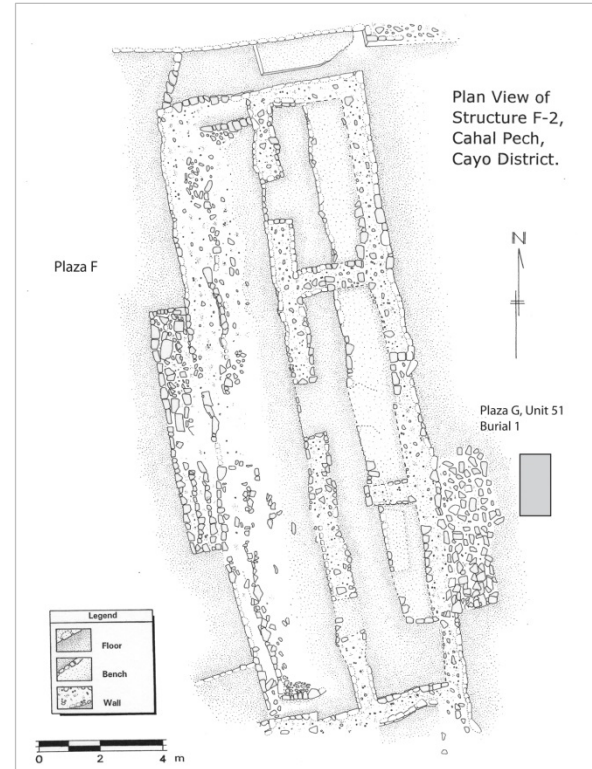 Plan View of
Structure F-2,
Cahal Pech,
Cayo District.
Plaza F
N
Plaza G, Unit 51
Burial 1
Legend
Floor
Bench
Wall
0 2 4 m